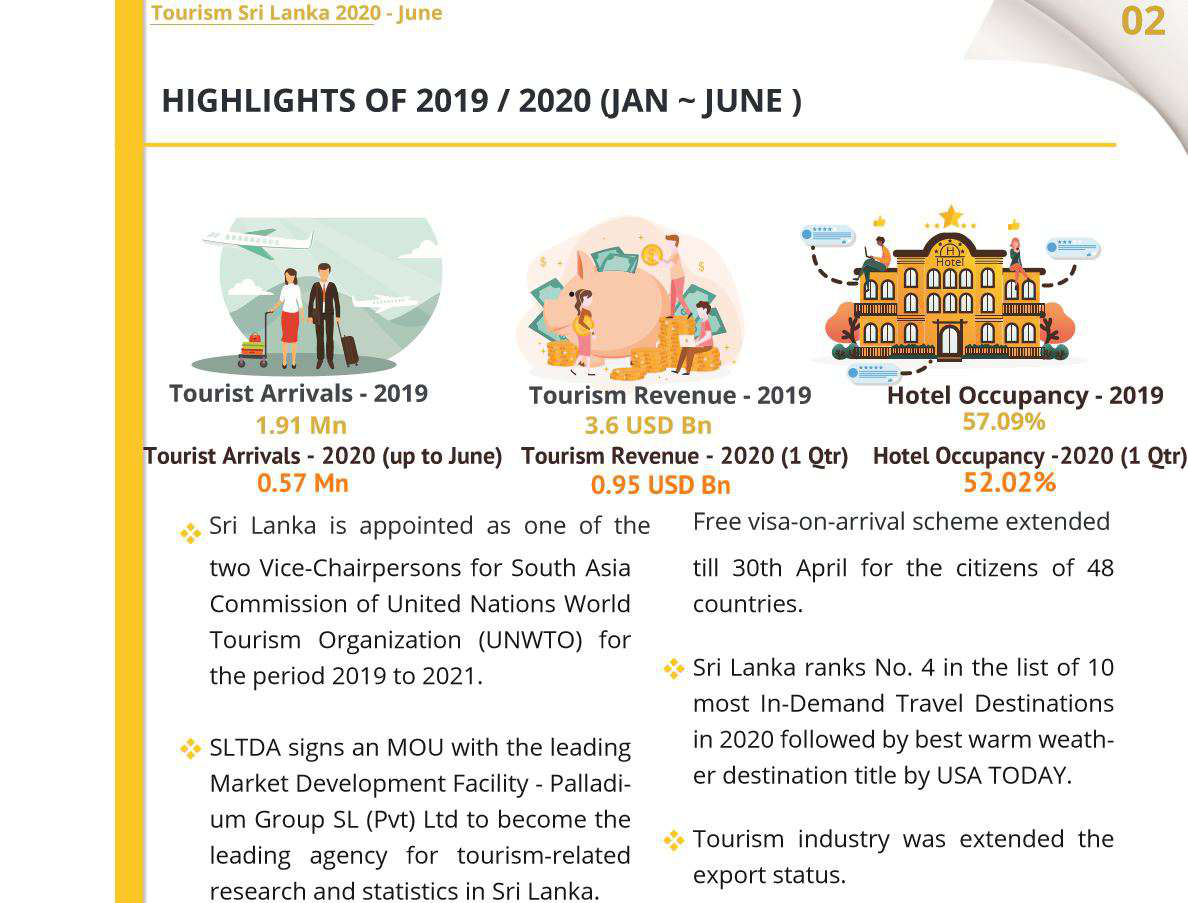 Tourism Sri Lanka 2020 - June
02
HIGHLIGHTS OF 2019 / 2020 (JAN ~ JUNE )
H
Hotel
Tourist Arrivals - 2019
1.91 Mn
Tourist Arrivals - 2020 (up to June)
0.57 Mn
Tourism Revenue - 2019
3.6 USD Bn
Tourism Revenue - 2020 (1 Qtr)
0.95 USD Bn
Hotel Occupancy - 2019
57.09%
Hotel Occupancy -2020 (1 Qtr)
52.02%
Sri Lanka is appointed as one of the
two Vice-Chairpersons for South Asia
Commission of United Nations World
Tourism Organization (UNWTO) for
the period 2019 to 2021.
SLTDA signs an MOU with the leading
Market Development Facility - Palladi-
um Group SL (Pvt) Ltd to become the
leading agency for tourism-related
research and statistics in Sri Lanka.
Free visa-on-arrival scheme extended
till 30th April for the citizens of 48
countries.
Sri Lanka ranks No. 4 in the list of 10
most In-Demand Travel Destinations
in 2020 followed by best warm weath-
er destination title by USA TODAY.
Tourism industry was extended the
export status.